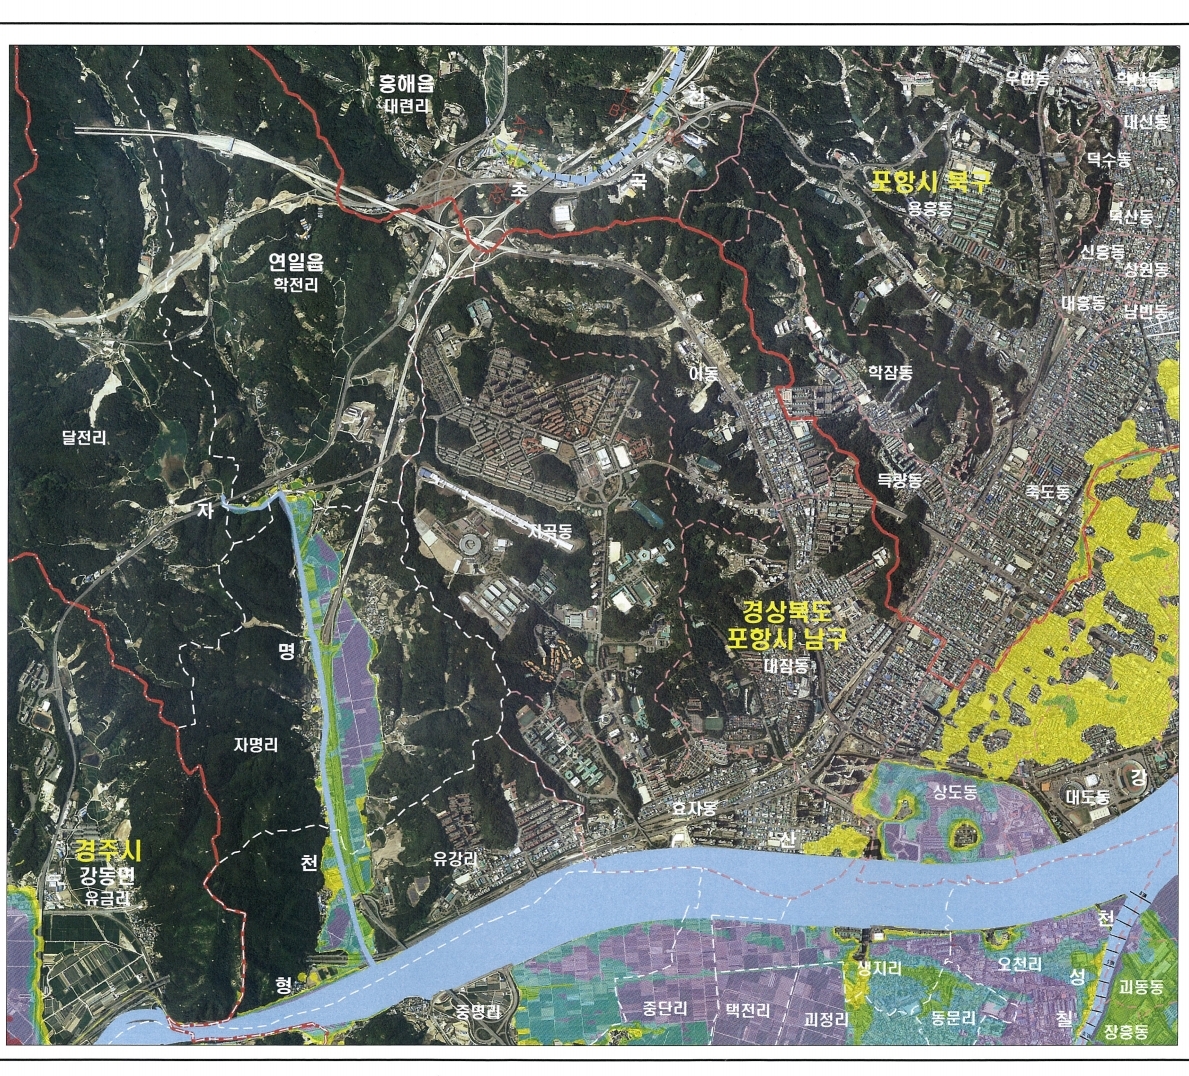 흥해읍
대련리
천
우현동
학산동
대신동
덕수동
포항시 북구
용흥동
초
곡
덕산동
신흥동
상원동
연일읍
학전리
대흥동
남빈동
이동
학잠동
달전리
득량동
죽도동
자
지곡동
경상북도
포항시 남구
대잠동
명
자명리
강
상도동
대도동
효자동
산
경주시
강동면
유금리
천
유강리
천
생지리
오천리
성
형
괴동동
중명리
중단리
택전리
괴정리
동문리
칠
장흥동